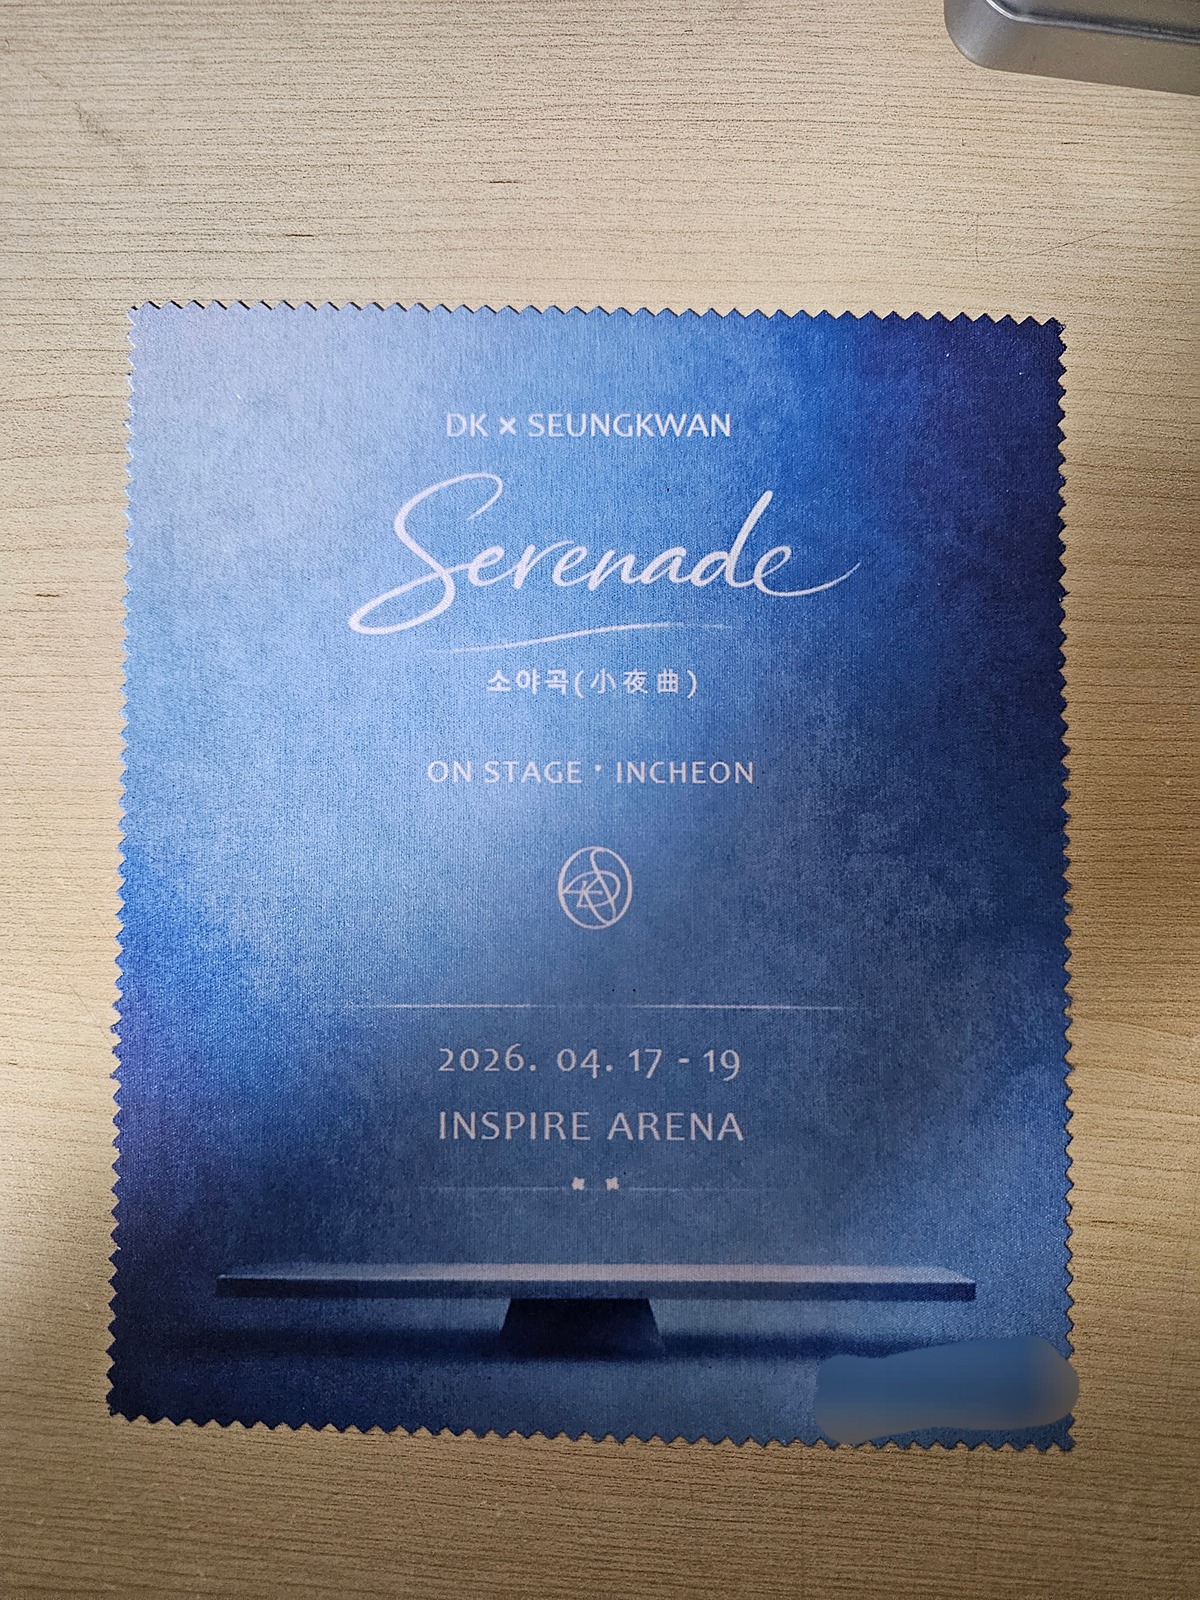 DK × SEUNGKWAN
Serenade
소야곡(小夜曲)
ON STAGE · INCHEON
2026. 04. 17 - 19
INSPIRE ARENA